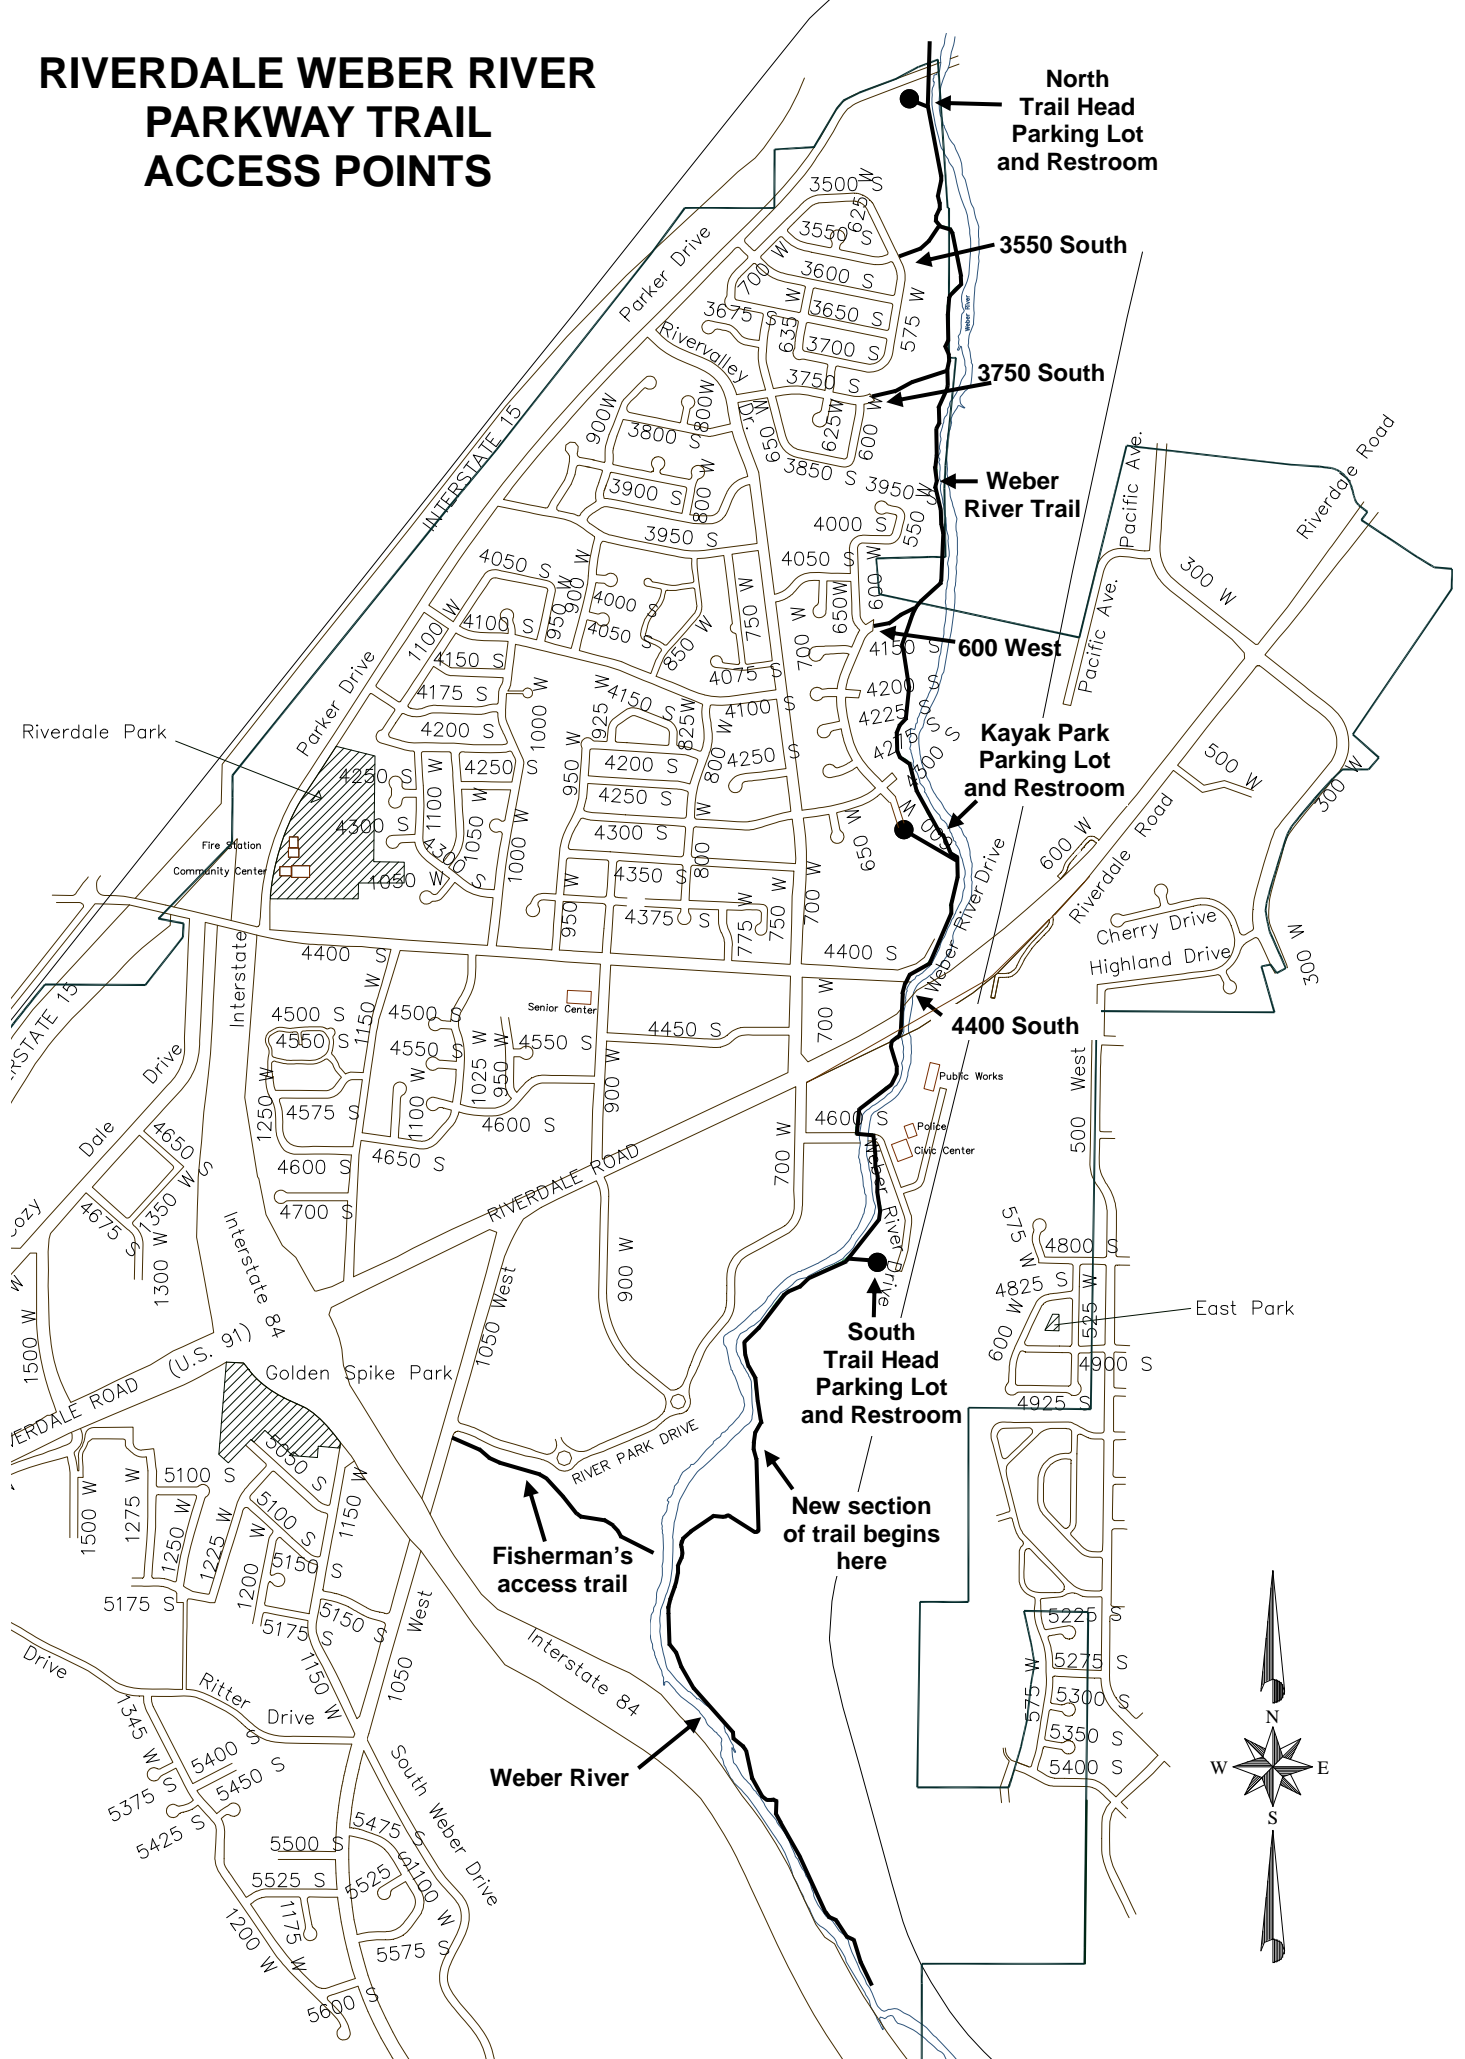 RIVERDALE WEBER RIVER
PARKWAY TRAIL
ACCESS POINTS
North
Trail Head
Parking Lot
and Restroom
3500 S
625 W
3550 S
3550 South
Parker Drive
700 W
3600 S
3675 S
635 W
3650 S
575 W
Weber River
Rivervalley
Dr.
3700 S
3750 S
3750 South
900W
800W
3800 S
650 W
625W
600 W
3850 S
INTERSTATE 15
3900 S
800 W
3950 S
3950 S
550 W
Weber
River Trail
4000 S
Pacific Ave.
Riverdale Road
4050 S
950 W
900 W
4000 S
4050 S
750 W
4050 S
650W
600 W
300 W
1100 W
4100 S
4050 S
850 W
700 W
600 West
4150 S
Pacific Ave.
4150 S
4075 S
Parker Drive
4175 S
1000 W
925 W
4150 S
825W
4100 S
4200 S
4225 S
Riverdale Park
4200 S
800 W
4275 S
4300 S
Kayak Park
Parking Lot
and Restroom
4250 S
1100 W
4250 S
950 W
4200 S
4250 S
500 W
300 W
4250 S
4300 S
1050 W
1000 W
4300 S
800 W
650 W
600 W
600 W
Riverdale Road
Fire Station
Community Center
4300 S
1050 W
4350 S
950 W
4375 S
775 W
750 W
700 W
Weber River Drive
Cherry Drive
Highland Drive
300 W
4400 S
4400 S
Interstate
INTERSTATE 15
1150 W
Senior Center
4400 South
4500 S
4550 S
4500 S
4550 S
1025 W
950 W
4550 S
4450 S
700 W
Drive
Dale
Cozy
1250 W
4575 S
1100 W
900 W
Public Works
500 West
4600 S
4600 S
Police
Civic Center
4650 S
1350 W
4675 S
1300 W
4600 S
4650 S
700 W
Weber River Drive
RIVERDALE ROAD
4700 S
Interstate 84
900 W
575 W
4800 S
4825 S
525 W
600 W
East Park
1500 W
1050 West
(U.S. 91)
South
Trail Head
Parking Lot
and Restroom
4900 S
4925 S
Golden Spike Park
RIVERDALE ROAD
RIVER PARK DRIVE
5050 S
1150 W
5100 S
1500 W
1275 W
1250 W
1225 W
5100 S
1200 W
5150 S
New section
of trail begins
here
Fisherman's
access trail
5175 S
5175 S
5150 S
1050 West
1150 W
5225 S
5275 S
575 W
5300 S
5350 S
5400 S
Interstate 84
Drive
Ritter
Drive
1345 W
5400 S
5450 S
5375 S
5425 S
South Weber Drive
Weber River
N
W
E
S
5475 S
5500 S
5525 S
5525 S
1100 W
1175 W
1200 W
5575 S
5600 S